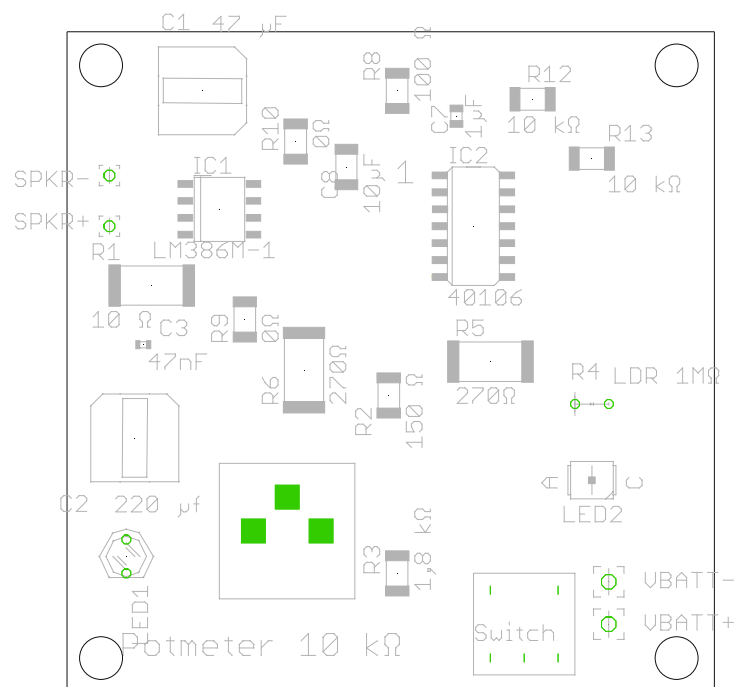 C1 47 µF
R8
100 Ω
R12
10 kΩ
C7
1µF
R10
0Ω
R13
10 kΩ
IC1
C8
10µF
1
IC2
SPKR-
SPKR+
LM386M-1
R1
10 Ω
40106
C3
47nF
R9
0Ω
R6
270Ω
R5
270Ω
R2
150 Ω
R4
LDR 1MΩ
A
C
LED2
C2 220 µf
R3
1,8 kΩ
LED1
VBATT-
VBATT+
Switch
Potmeter 10 kΩ